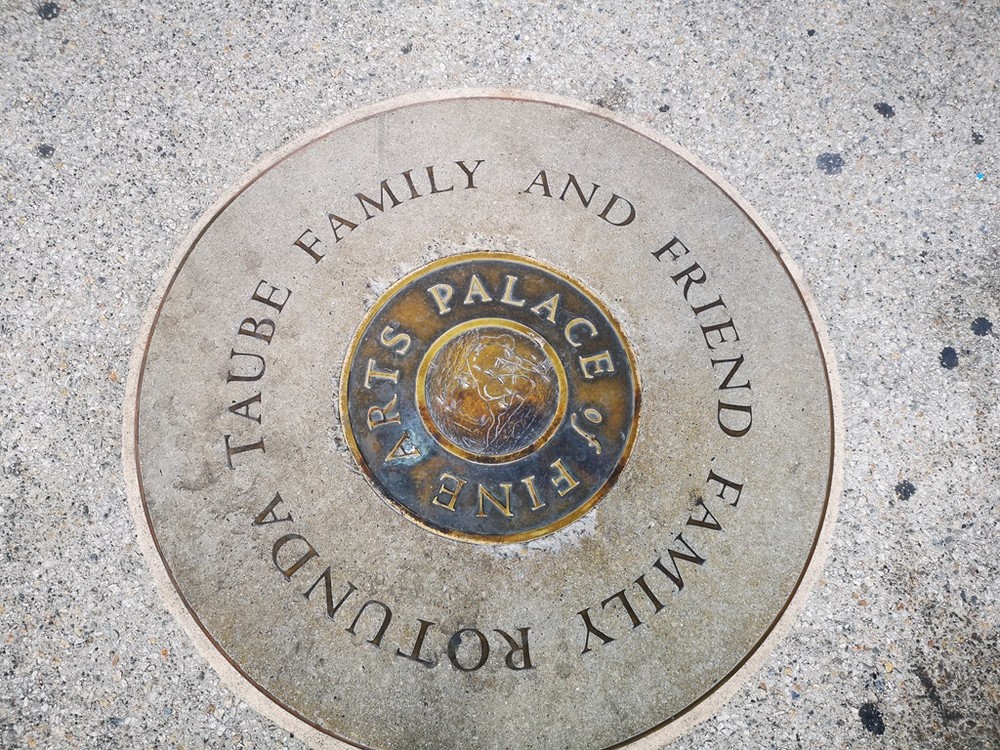 TAUBE FAMILY AND FRIEND FAMILY ROTUNDA
PALACE of FINE ARTS